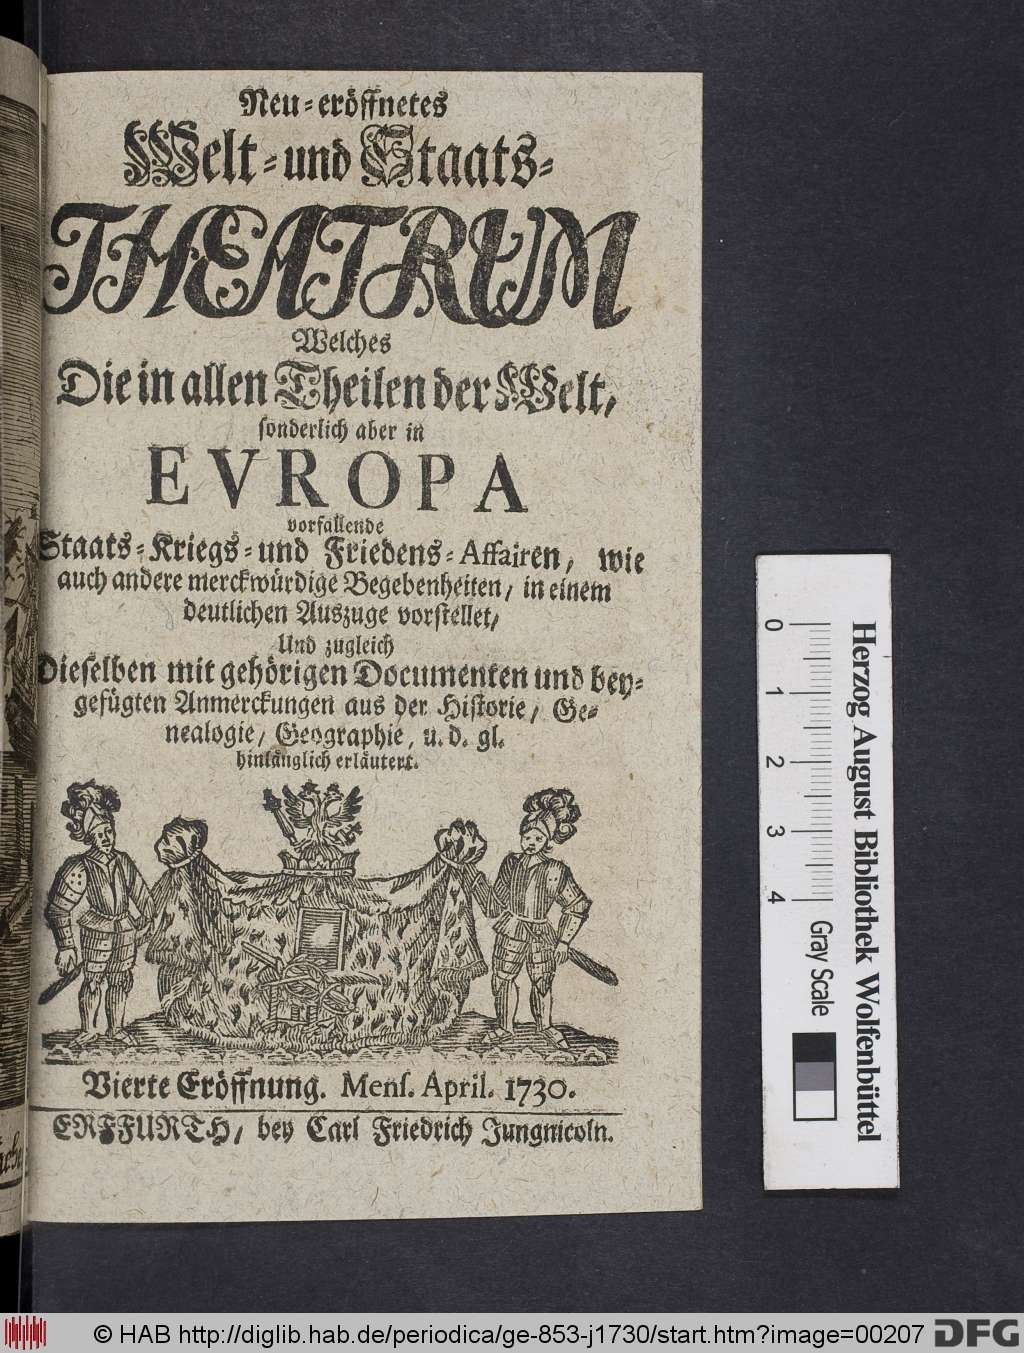 Neu-eröffnetes
Welt-und Staats-
THEATRUM
Welches
Die in allen Theilen der Welt,
sonderlich aber in
EVROPA
vorfallende
Staats-Kriegs-und Friedens-Affairen, wie
auch andere merckwürdige Begebenheiten, in einem
deutlichen Auszuge vorstellet,
Und zugleich
Dieselben mit gehörigen Documenten und bey-
gefügten Anmerckungen aus der Historie, Ge-
nealogie, Geographie, u. d. gl.
hinlänglich erläutert.
Vierte Eröffnung. Menſ. April. 1730.
ERFFURTH, bey Carl Friedrich Jungnicoln.
0 1 2 3 4 Gray Scale
Herzog August Bibliothek Wolfenbüttel
© HAB http://diglib.hab.de/periodica/ge-853-j1730/start.htm?image=00207 DFG